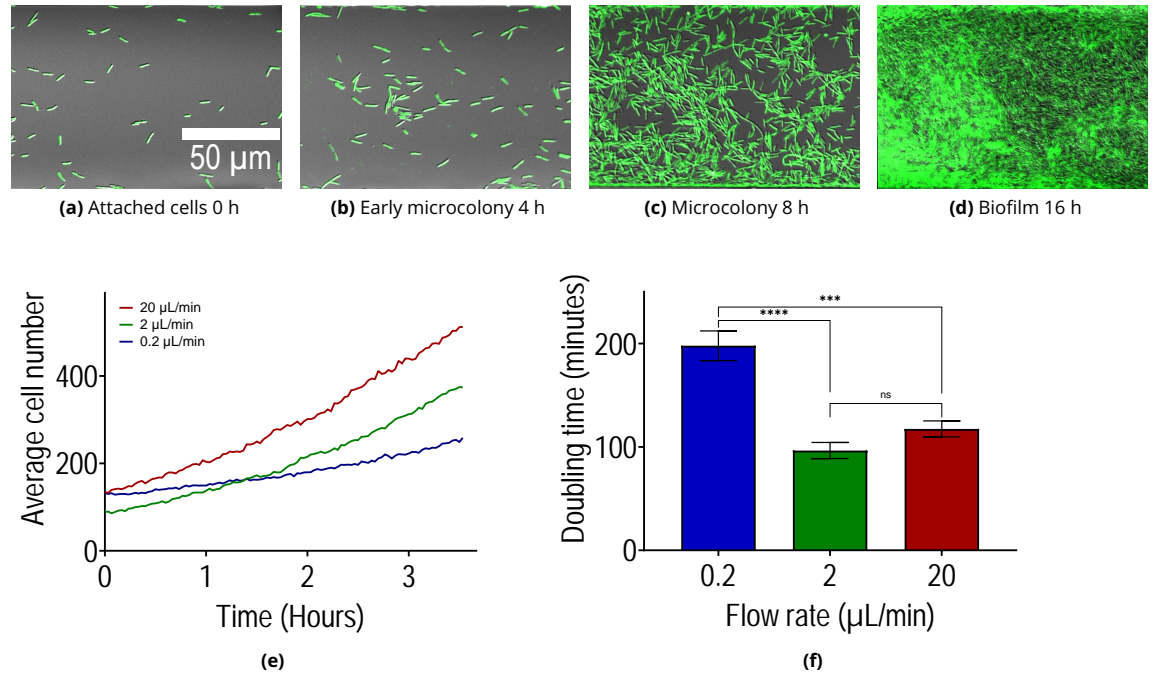 50 µm
(a) Attached cells 0 h
(b) Early microcolony 4 h
(c) Microcolony 8 h
(d) Biofilm 16 h
Average cell number
400
200
0
20 µL/min
2 µL/min
0.2 µL/min
0 1 2 3
Time (Hours)
(e)
Doubling time (minutes)
200
100
0
***
****
ns
0.2 2 20
Flow rate (µL/min)
(f)